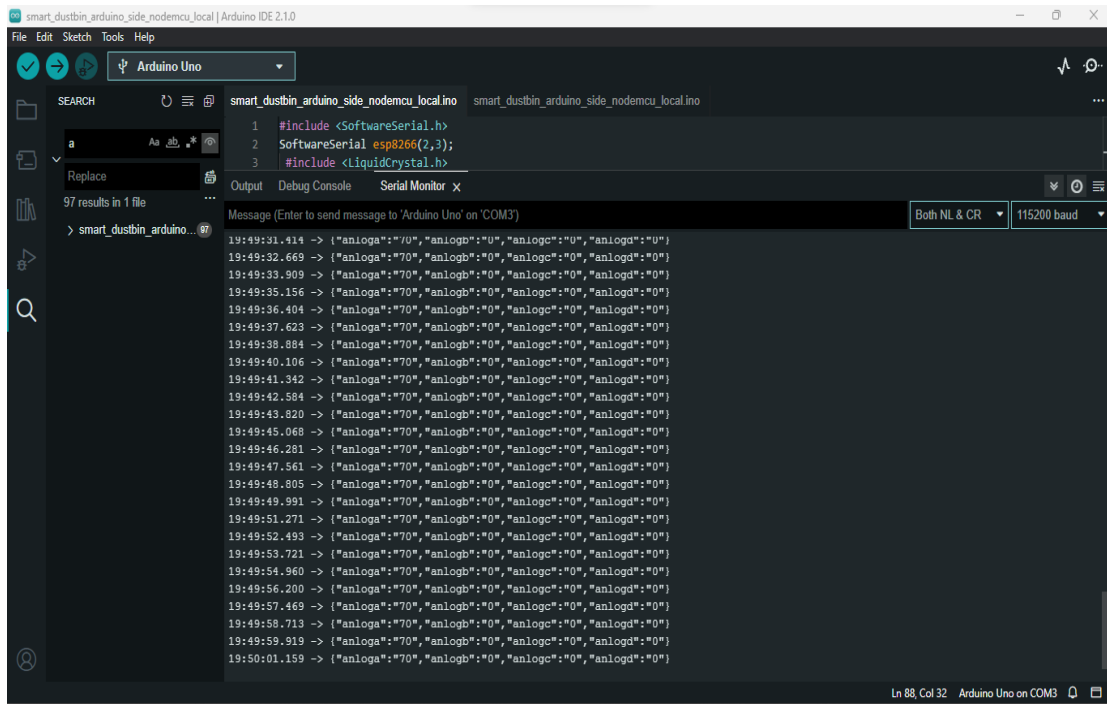 smart_dustbin_arduino_side_nodemcu_local | Arduino IDE 2.1.0
File Edit Sketch Tools Help
Arduino Uno
SEARCH
a
Aa ab .*
Replace
97 results in 1 file
smart_dustbin_arduino... 97
smart_dustbin_arduino_side_nodemcu_local.ino smart_dustbin_arduino_side_nodemcu_local.ino
1 #include <SoftwareSerial.h>
2 SoftwareSerial esp8266(2,3);
3 #include <LiquidCrystal.h>
Output Debug Console Serial Monitor
Message (Enter to send message to 'Arduino Uno' on 'COM3') Both NL & CR 115200 baud
19:49:31.414 -> {"anloga":"70","anlogb":"0","anlogc":"0","anlogd":"0"}
19:49:32.669 -> {"anloga":"70","anlogb":"0","anlogc":"0","anlogd":"0"}
19:49:33.909 -> {"anloga":"70","anlogb":"0","anlogc":"0","anlogd":"0"}
19:49:35.156 -> {"anloga":"70","anlogb":"0","anlogc":"0","anlogd":"0"}
19:49:36.404 -> {"anloga":"70","anlogb":"0","anlogc":"0","anlogd":"0"}
19:49:37.623 -> {"anloga":"70","anlogb":"0","anlogc":"0","anlogd":"0"}
19:49:38.884 -> {"anloga":"70","anlogb":"0","anlogc":"0","anlogd":"0"}
19:49:40.106 -> {"anloga":"70","anlogb":"0","anlogc":"0","anlogd":"0"}
19:49:41.342 -> {"anloga":"70","anlogb":"0","anlogc":"0","anlogd":"0"}
19:49:42.584 -> {"anloga":"70","anlogb":"0","anlogc":"0","anlogd":"0"}
19:49:43.820 -> {"anloga":"70","anlogb":"0","anlogc":"0","anlogd":"0"}
19:49:45.068 -> {"anloga":"70","anlogb":"0","anlogc":"0","anlogd":"0"}
19:49:46.281 -> {"anloga":"70","anlogb":"0","anlogc":"0","anlogd":"0"}
19:49:47.561 -> {"anloga":"70","anlogb":"0","anlogc":"0","anlogd":"0"}
19:49:48.805 -> {"anloga":"70","anlogb":"0","anlogc":"0","anlogd":"0"}
19:49:49.991 -> {"anloga":"70","anlogb":"0","anlogc":"0","anlogd":"0"}
19:49:51.271 -> {"anloga":"70","anlogb":"0","anlogc":"0","anlogd":"0"}
19:49:52.493 -> {"anloga":"70","anlogb":"0","anlogc":"0","anlogd":"0"}
19:49:53.721 -> {"anloga":"70","anlogb":"0","anlogc":"0","anlogd":"0"}
19:49:54.960 -> {"anloga":"70","anlogb":"0","anlogc":"0","anlogd":"0"}
19:49:56.200 -> {"anloga":"70","anlogb":"0","anlogc":"0","anlogd":"0"}
19:49:57.469 -> {"anloga":"70","anlogb":"0","anlogc":"0","anlogd":"0"}
19:49:58.713 -> {"anloga":"70","anlogb":"0","anlogc":"0","anlogd":"0"}
19:49:59.919 -> {"anloga":"70","anlogb":"0","anlogc":"0","anlogd":"0"}
19:50:01.159 -> {"anloga":"70","anlogb":"0","anlogc":"0","anlogd":"0"}
Ln 88, Col 32 Arduino Uno on COM3